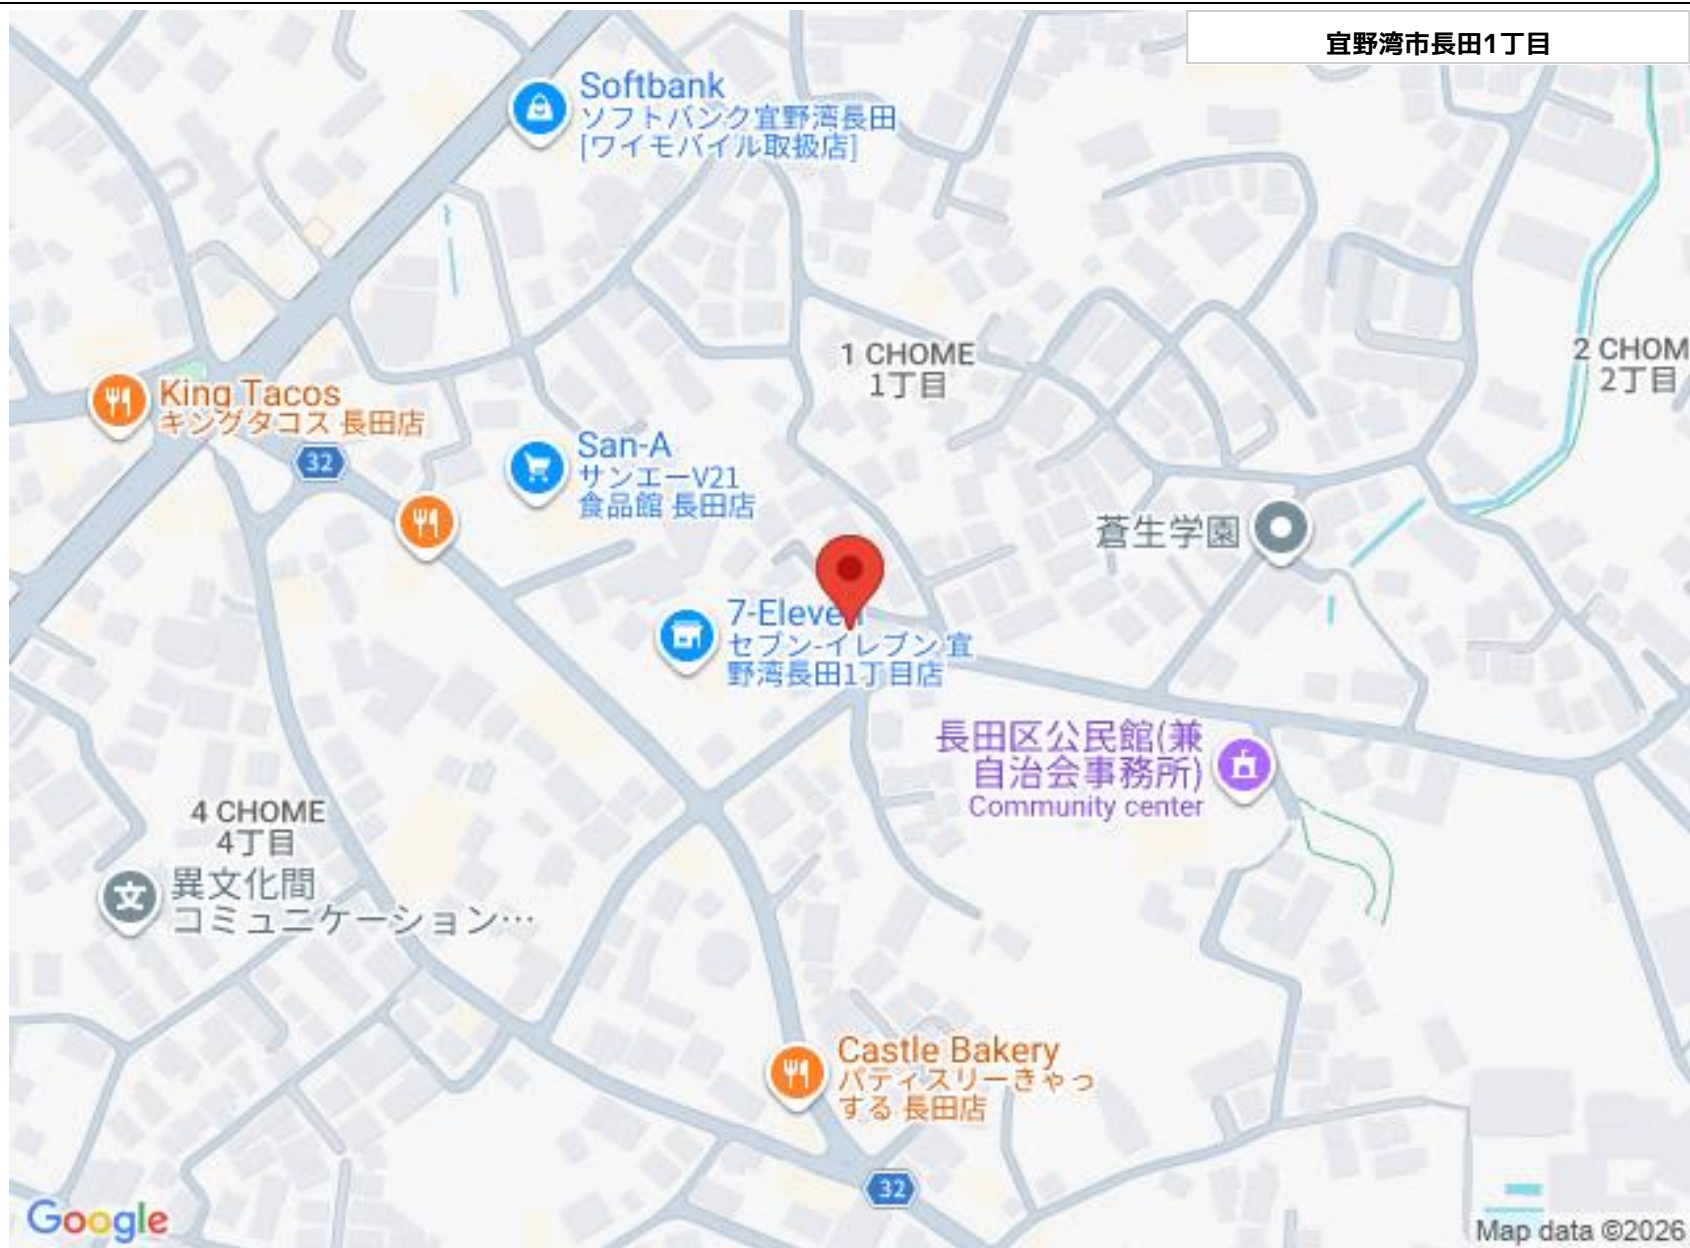 宜野湾市長田1丁目
Softbank
ソフトバンク宜野湾長田
[ワイモバイル取扱店]
1 CHOME
1丁目
2 CHOM
2丁目
King Tacos
キングタコス 長田店
32
San-A
サンエーV21
食品館 長田店
蒼生学園
7-Eleven
セブン-イレブン 宜
野湾長田1丁目店
長田区公民館(兼
自治会事務所)
Community center
4 CHOME
4丁目
異文化間
コミュニケーション…
Castle Bakery
パティスリーきゃっ
する 長田店
32
Google
Map data ©2026